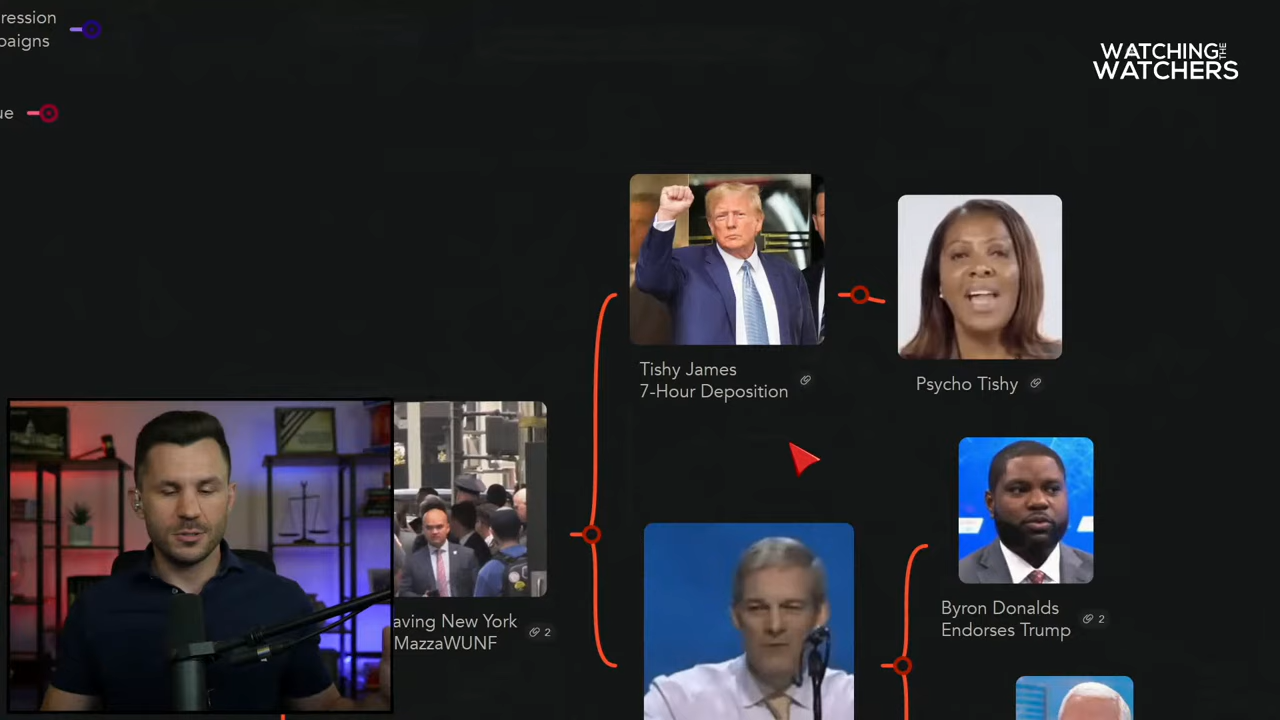 ression
paigns
ue
WATCHING THE
WATCHERS
Tishy James
7-Hour Deposition
Psycho Tishy
Byron Donalds
Endorses Trump
2
aving New York
MazzaWUNF
2